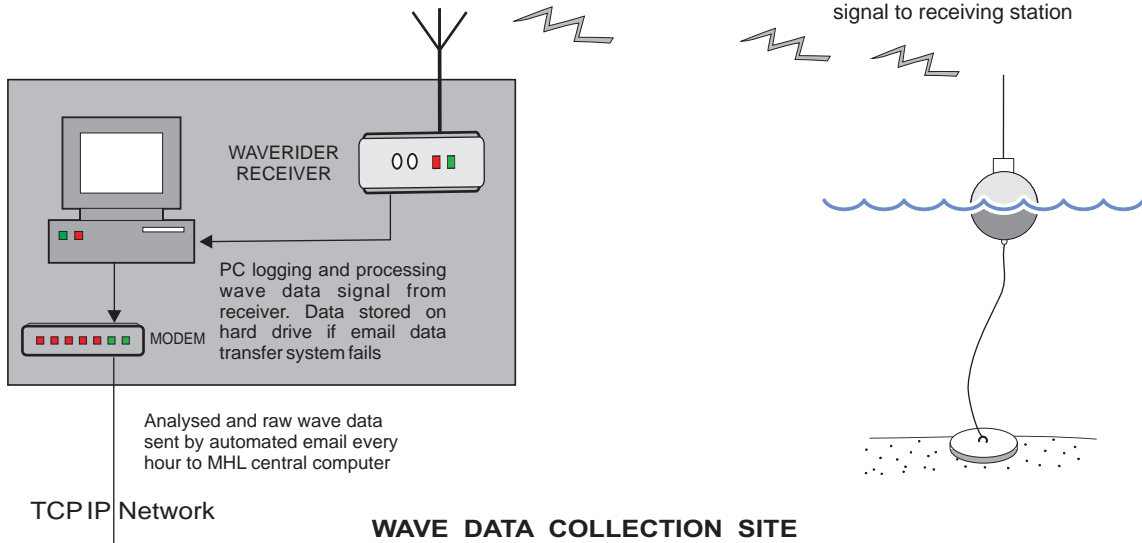 signal to receiving station
WAVERIDER
RECEIVER
PC logging and processing
wave data signal from
receiver. Data stored on
hard drive if email data
transfer system fails
MODEM
Analysed and raw wave data
sent by automated email every
hour to MHL central computer
TCP IP Network
WAVE DATA COLLECTION SITE